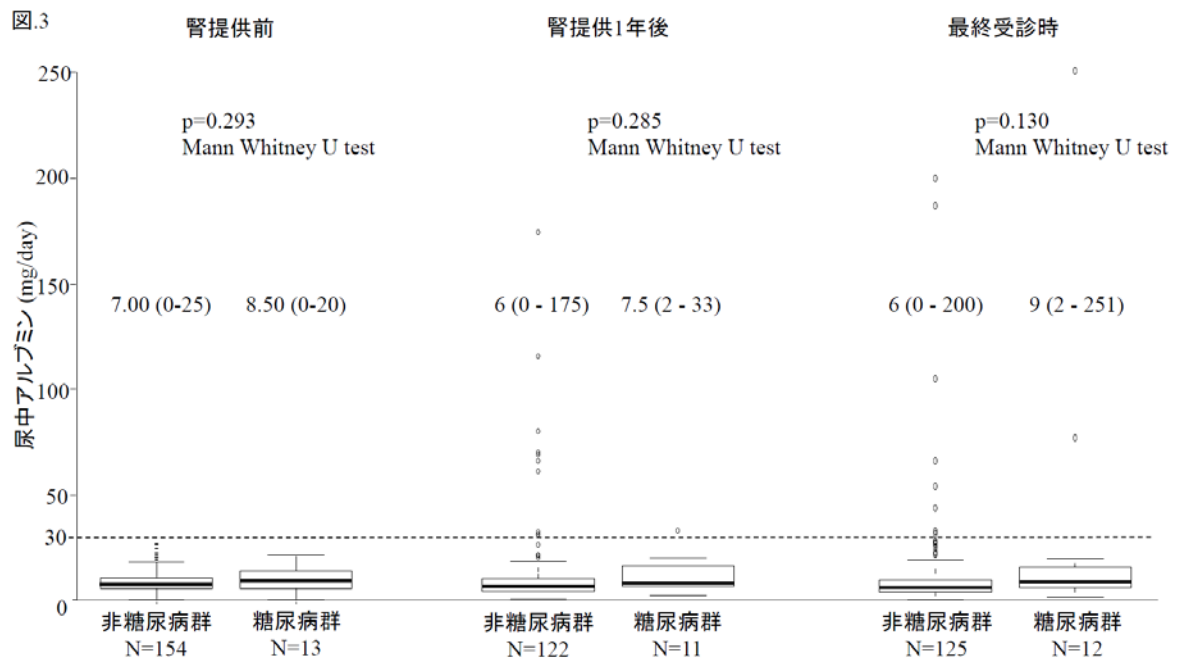 図.3
腎提供前
腎提供1年後
最終受診時
p=0.293
Mann Whitney U test
p=0.285
Mann Whitney U test
p=0.130
Mann Whitney U test
尿中アルブミン (mg/day)
250
200
150
100
50
30
0
7.00 (0-25)
8.50 (0-20)
6 (0 - 175)
7.5 (2 - 33)
6 (0 - 200)
9 (2 - 251)
非糖尿病群
N=154
糖尿病群
N=13
非糖尿病群
N=122
糖尿病群
N=11
非糖尿病群
N=125
糖尿病群
N=12